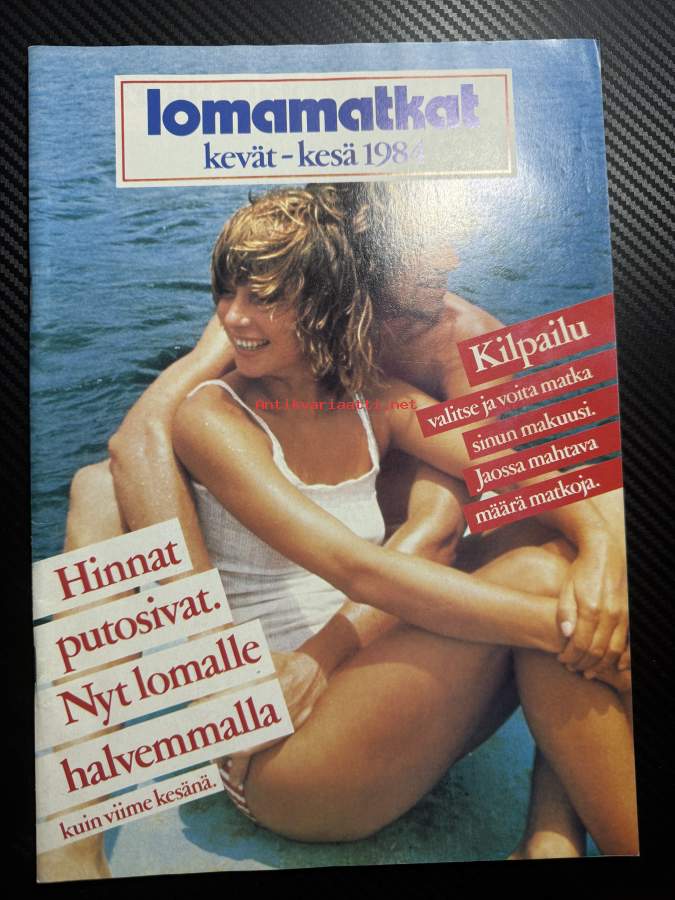 lomamatkat
kevät - kesä 1984
Kilpailu
valitse ja voita matka
sinun makuusi.
Jaossa mahtava
määrä matkoja.
Antikvariaatti.net
Hinnat
putosivat.
Nyt lomalle
halvemmalla
kuin viime kesänä.